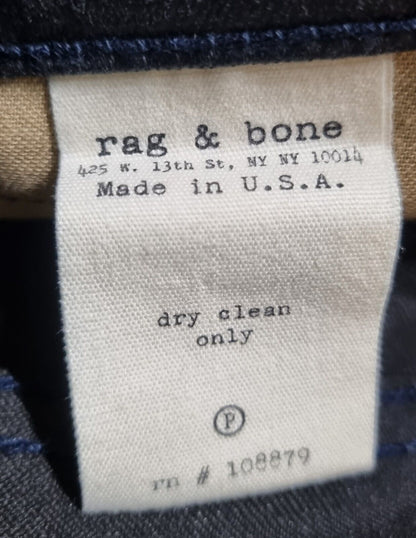 rag & bone
425 W. 13th St, NY NY 10014
Made in U.S.A.
dry clean
only
P
rn # 108879